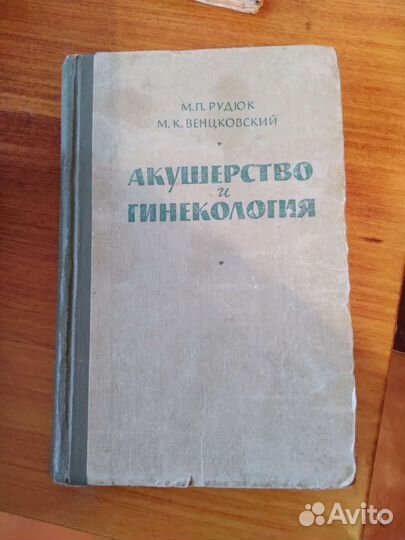 М.П. РУДЮК
М.К. ВЕНЦКОВСКИЙ
АКУШЕРСТВО
и
ГИНЕКОЛОГИЯ
Avito